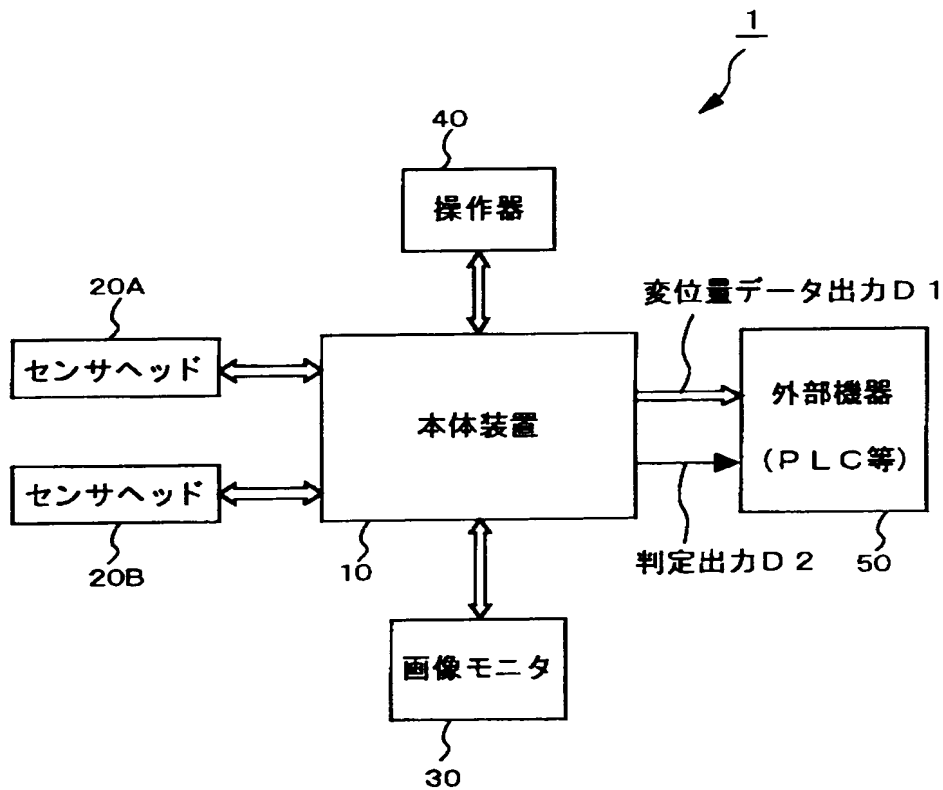 1
40
操作器
20A
センサヘッド
変位量データ出力D1
外部機器
(PLC等)
本体装置
センサヘッド
20B
10
判定出力D2
50
画像モニタ
30